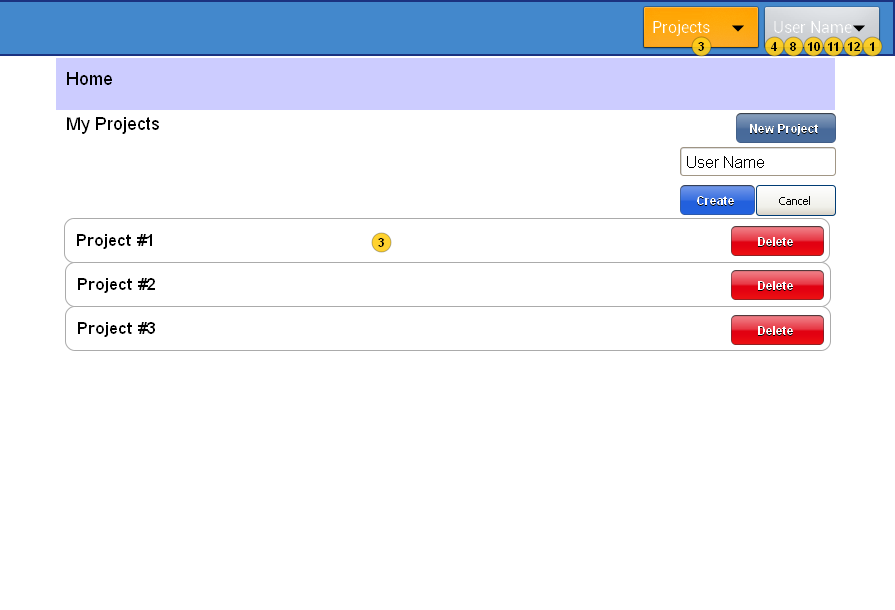 Projects User Name
3 4 8 10 11 12 1
Home
My Projects
New Project
User Name
Create Cancel
Project #1 3 Delete
Project #2 Delete
Project #3 Delete